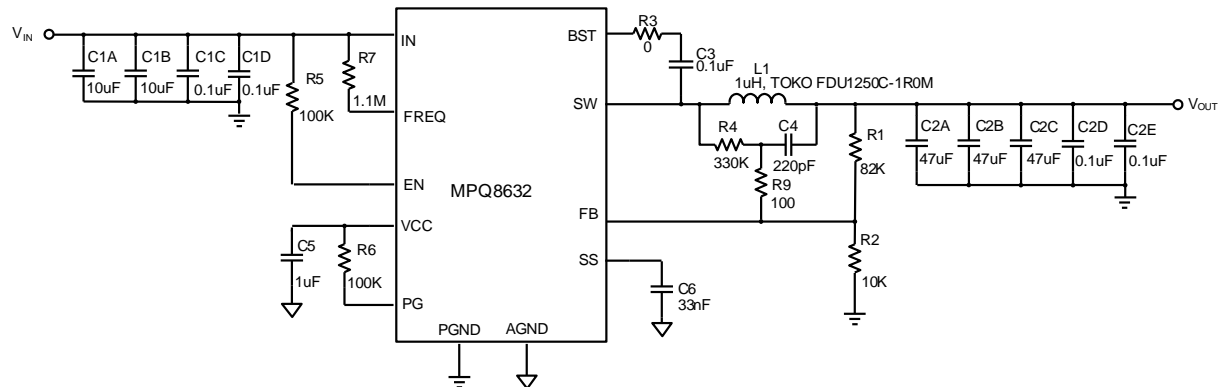 VIN
C1A
10uF
C1B
10uF
C1C
0.1uF
C1D
0.1uF
R5
100K
R7
1.1M
IN
FREQ
EN
VCC
PG
PGND
AGND
MPQ8632
BST
SW
FB
SS
C5
1uF
R6
100K
R3
0
C3
0.1uF
L1
1uH, TOKO FDU1250C-1R0M
R4
330K
C4
220pF
R9
100
R1
82K
R2
10K
C6
33nF
C2A
47uF
C2B
47uF
C2C
47uF
C2D
0.1uF
C2E
0.1uF
VOUT